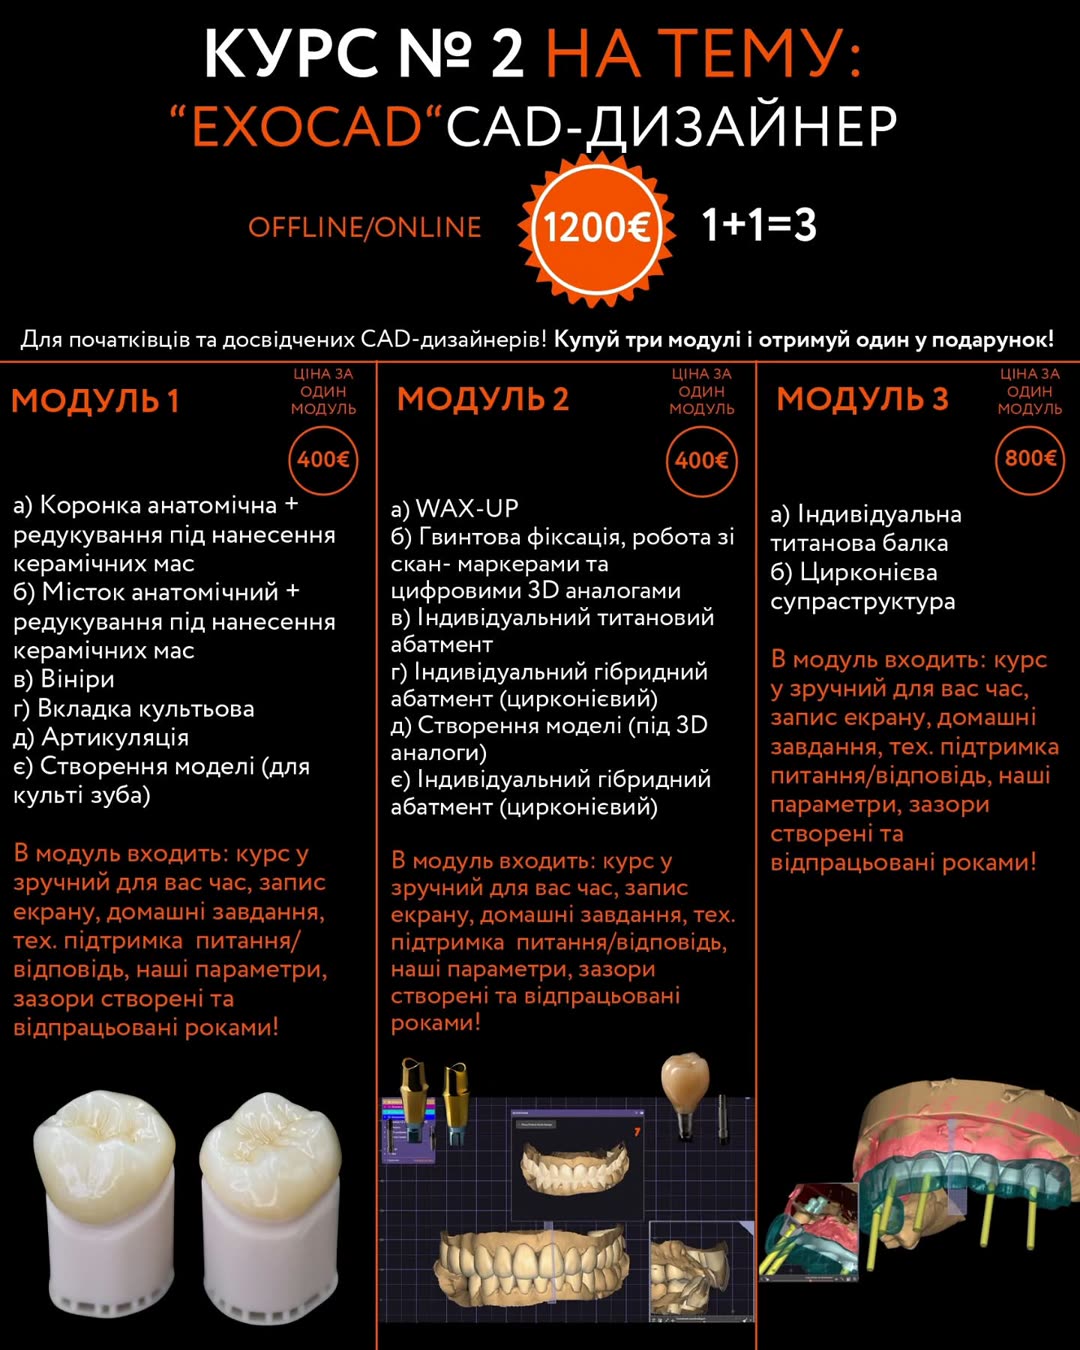 КУРС № 2 НА ТЕМУ:
“EXOCAD“CAD-ДИЗАЙНЕР
OFFLINE/ONLINE
1200€
1+1=3
Для початківців та досвідчених CAD-дизайнерів! Купуй три модулі і отримуй один у подарунок!
МОДУЛЬ 1
ЦІНА ЗА
ОДИН
МОДУЛЬ
400€
а) Коронка анатомічна +
редукування під нанесення
керамічних мас
б) Місток анатомічний +
редукування під нанесення
керамічних мас
в) Вініри
г) Вкладка культьова
д) Артикуляція
є) Створення моделі (для
культі зуба)
В модуль входить: курс у
зручний для вас час, запис
екрану, домашні завдання,
тех. підтримка питання/
відповідь, наші параметри,
зазори створені та
відпрацьовані роками!
МОДУЛЬ 2
ЦІНА ЗА
ОДИН
МОДУЛЬ
400€
а) WAX-UP
б) Гвинтова фіксація, робота зі
скан- маркерами та
цифровими 3D аналогами
в) Індивідуальний титановий
абатмент
г) Індивідуальний гібридний
абатмент (цирконієвий)
д) Створення моделі (під 3D
аналоги)
є) Індивідуальний гібридний
абатмент (цирконієвий)
В модуль входить: курс у
зручний для вас час, запис
екрану, домашні завдання, тех.
підтримка питання/відповідь,
наші параметри, зазори
створені та відпрацьовані
роками!
МОДУЛЬ 3
ЦІНА ЗА
ОДИН
МОДУЛЬ
800€
а) Індивідуальна
титанова балка
б) Цирконієва
супраструктура
В модуль входить: курс
у зручний для вас час,
запис екрану, домашні
завдання, тех. підтримка
питання/відповідь, наші
параметри, зазори
створені та
відпрацьовані роками!